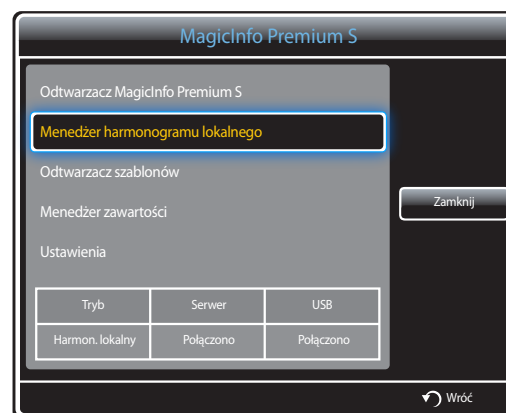 MagicInfo Premium S
Odtwarzacz MagicInfo Premium S
Menedżer harmonogramu lokalnego
Odtwarzacz szablonów
Menedżer zawartości
Zamknij
Ustawienia
Tryb Serwer USB
Harmon. lokalny Połączono Połączono
Wróć